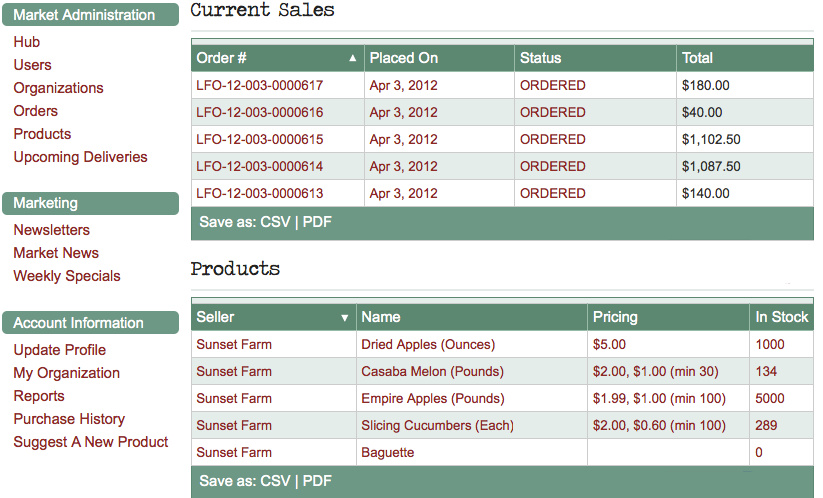 Market Administration
Hub
Users
Organizations
Orders
Products
Upcoming Deliveries
Marketing
Newsletters
Market News
Weekly Specials
Account Information
Update Profile
My Organization
Reports
Purchase History
Suggest A New Product
Current Sales
Order # ▲ Placed On Status Total
LFO-12-003-0000617 Apr 3, 2012 ORDERED $180.00
LFO-12-003-0000616 Apr 3, 2012 ORDERED $40.00
LFO-12-003-0000615 Apr 3, 2012 ORDERED $1,102.50
LFO-12-003-0000614 Apr 3, 2012 ORDERED $1,087.50
LFO-12-003-0000613 Apr 3, 2012 ORDERED $140.00
Save as: CSV | PDF
Products
Seller ▼ Name Pricing In Stock
Sunset Farm Dried Apples (Ounces) $5.00 1000
Sunset Farm Casaba Melon (Pounds) $2.00, $1.00 (min 30) 134
Sunset Farm Empire Apples (Pounds) $1.99, $1.00 (min 100) 5000
Sunset Farm Slicing Cucumbers (Each) $2.00, $0.60 (min 100) 289
Sunset Farm Baguette 0
Save as: CSV | PDF